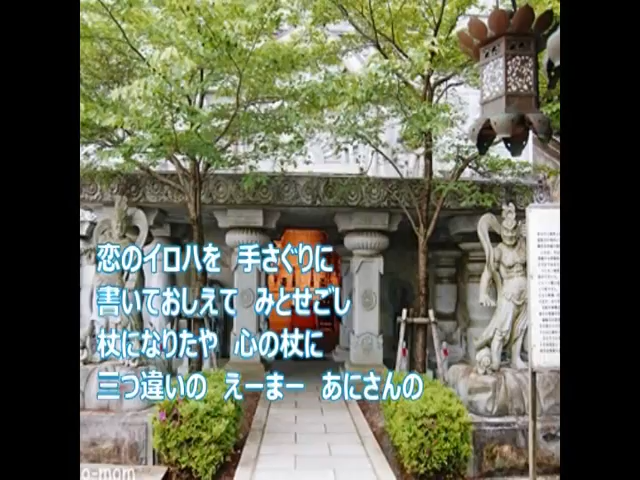 恋のイロハを　手さぐりに
書いておしえて　みとせごし
杖になりたや　心の杖に
三つ違いの　えーまー　あにさんの
o-mom